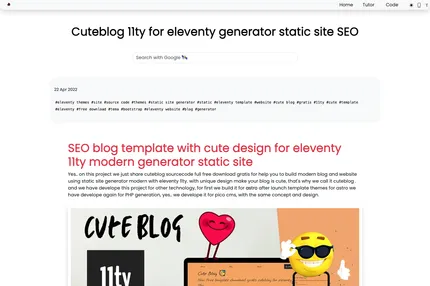 Home Tutor Code
Cuteblog 11ty for eleventy generator static site SEO
Search with Google
22 Apr 2022
#eleventy themes #site #source code #themes #static site generator #static #eleventy template #website #cute blog #gratis #11ty #cute #template
#eleventy #free download #tema #bootstrap #eleventy website #blog #generator
SEO blog template with cute design for eleventy
11ty modern generator static site
Yes.. on this project we just share cuteblog sourcecode full free download gratis for help you to build modern blog and website
using static site generator modern with eleventy 11ty. with unique design make your blog is cute, that's why we call it cuteblog .
and we have develope this project for other technology, for first we build it for astro after launch template themes for astro we
have develope again for PHP generation, yes.. we develope it for pico cms, with the same concept and design.
CUTE BLOG
11ty
Cute Blog